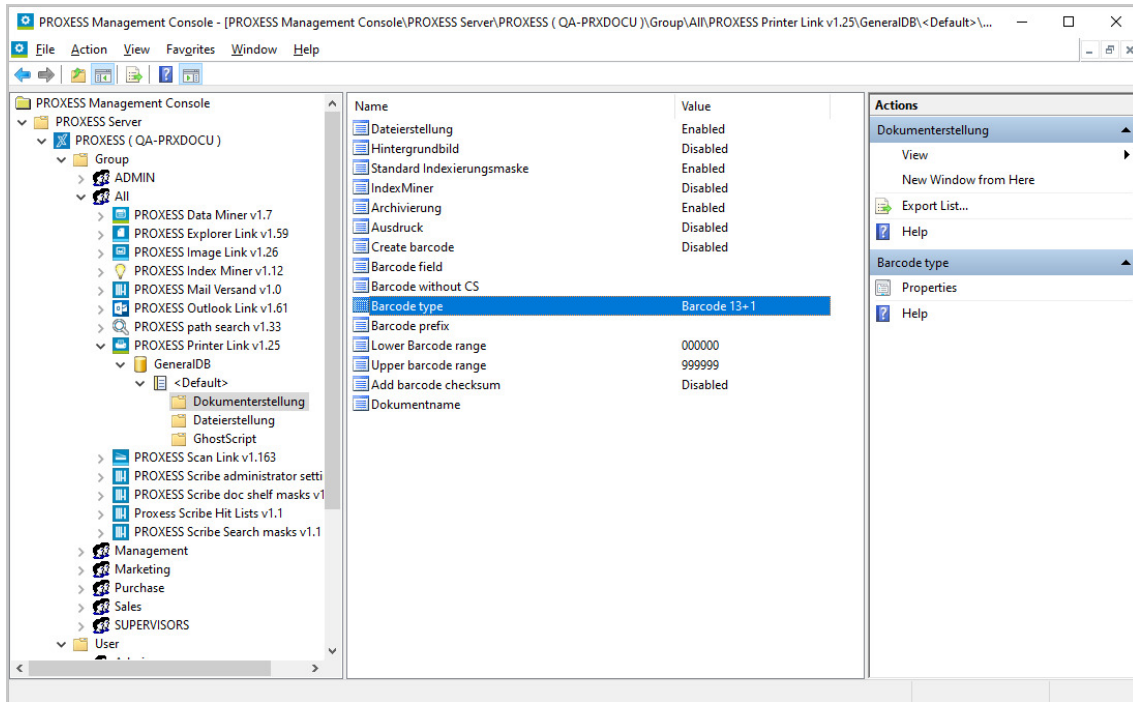 PROXESS Management Console - [PROXESS Management Console\PROXESS Server\PROXESS ( QA-PRXDOCU )\Group\All\PROXESS Printer Link v1.25\GeneralDB\<Default>\...
File Action View Favorites Window Help
PROXESS Management Console
PROXESS Server
PROXESS ( QA-PRXDOCU )
Group
ADMIN
All
PROXESS Data Miner v1.7
PROXESS Explorer Link v1.59
PROXESS Image Link v1.26
PROXESS Index Miner v1.12
PROXESS Mail Versand v1.0
PROXESS Outlook Link v1.61
PROXESS path search v1.33
PROXESS Printer Link v1.25
GeneralDB
<Default>
Dokumenterstellung
Dateierstellung
GhostScript
PROXESS Scan Link v1.163
PROXESS Scribe administrator setti
PROXESS Scribe doc shelf masks v1
Proxess Scribe Hit Lists v1.1
PROXESS Scribe Search masks v1.1
Management
Marketing
Purchase
Sales
SUPERVISORS
User
Name Value
Dateierstellung Enabled
Hintergrundbild Disabled
Standard Indexierungsmaske Enabled
IndexMiner Disabled
Archivierung Enabled
Ausdruck Disabled
Create barcode Disabled
Barcode field
Barcode without CS
Barcode type Barcode 13+1
Barcode prefix
Lower Barcode range 000000
Upper barcode range 999999
Add barcode checksum Disabled
Dokumentname
Actions
Dokumenterstellung
View
New Window from Here
Export List...
Help
Barcode type
Properties
Help